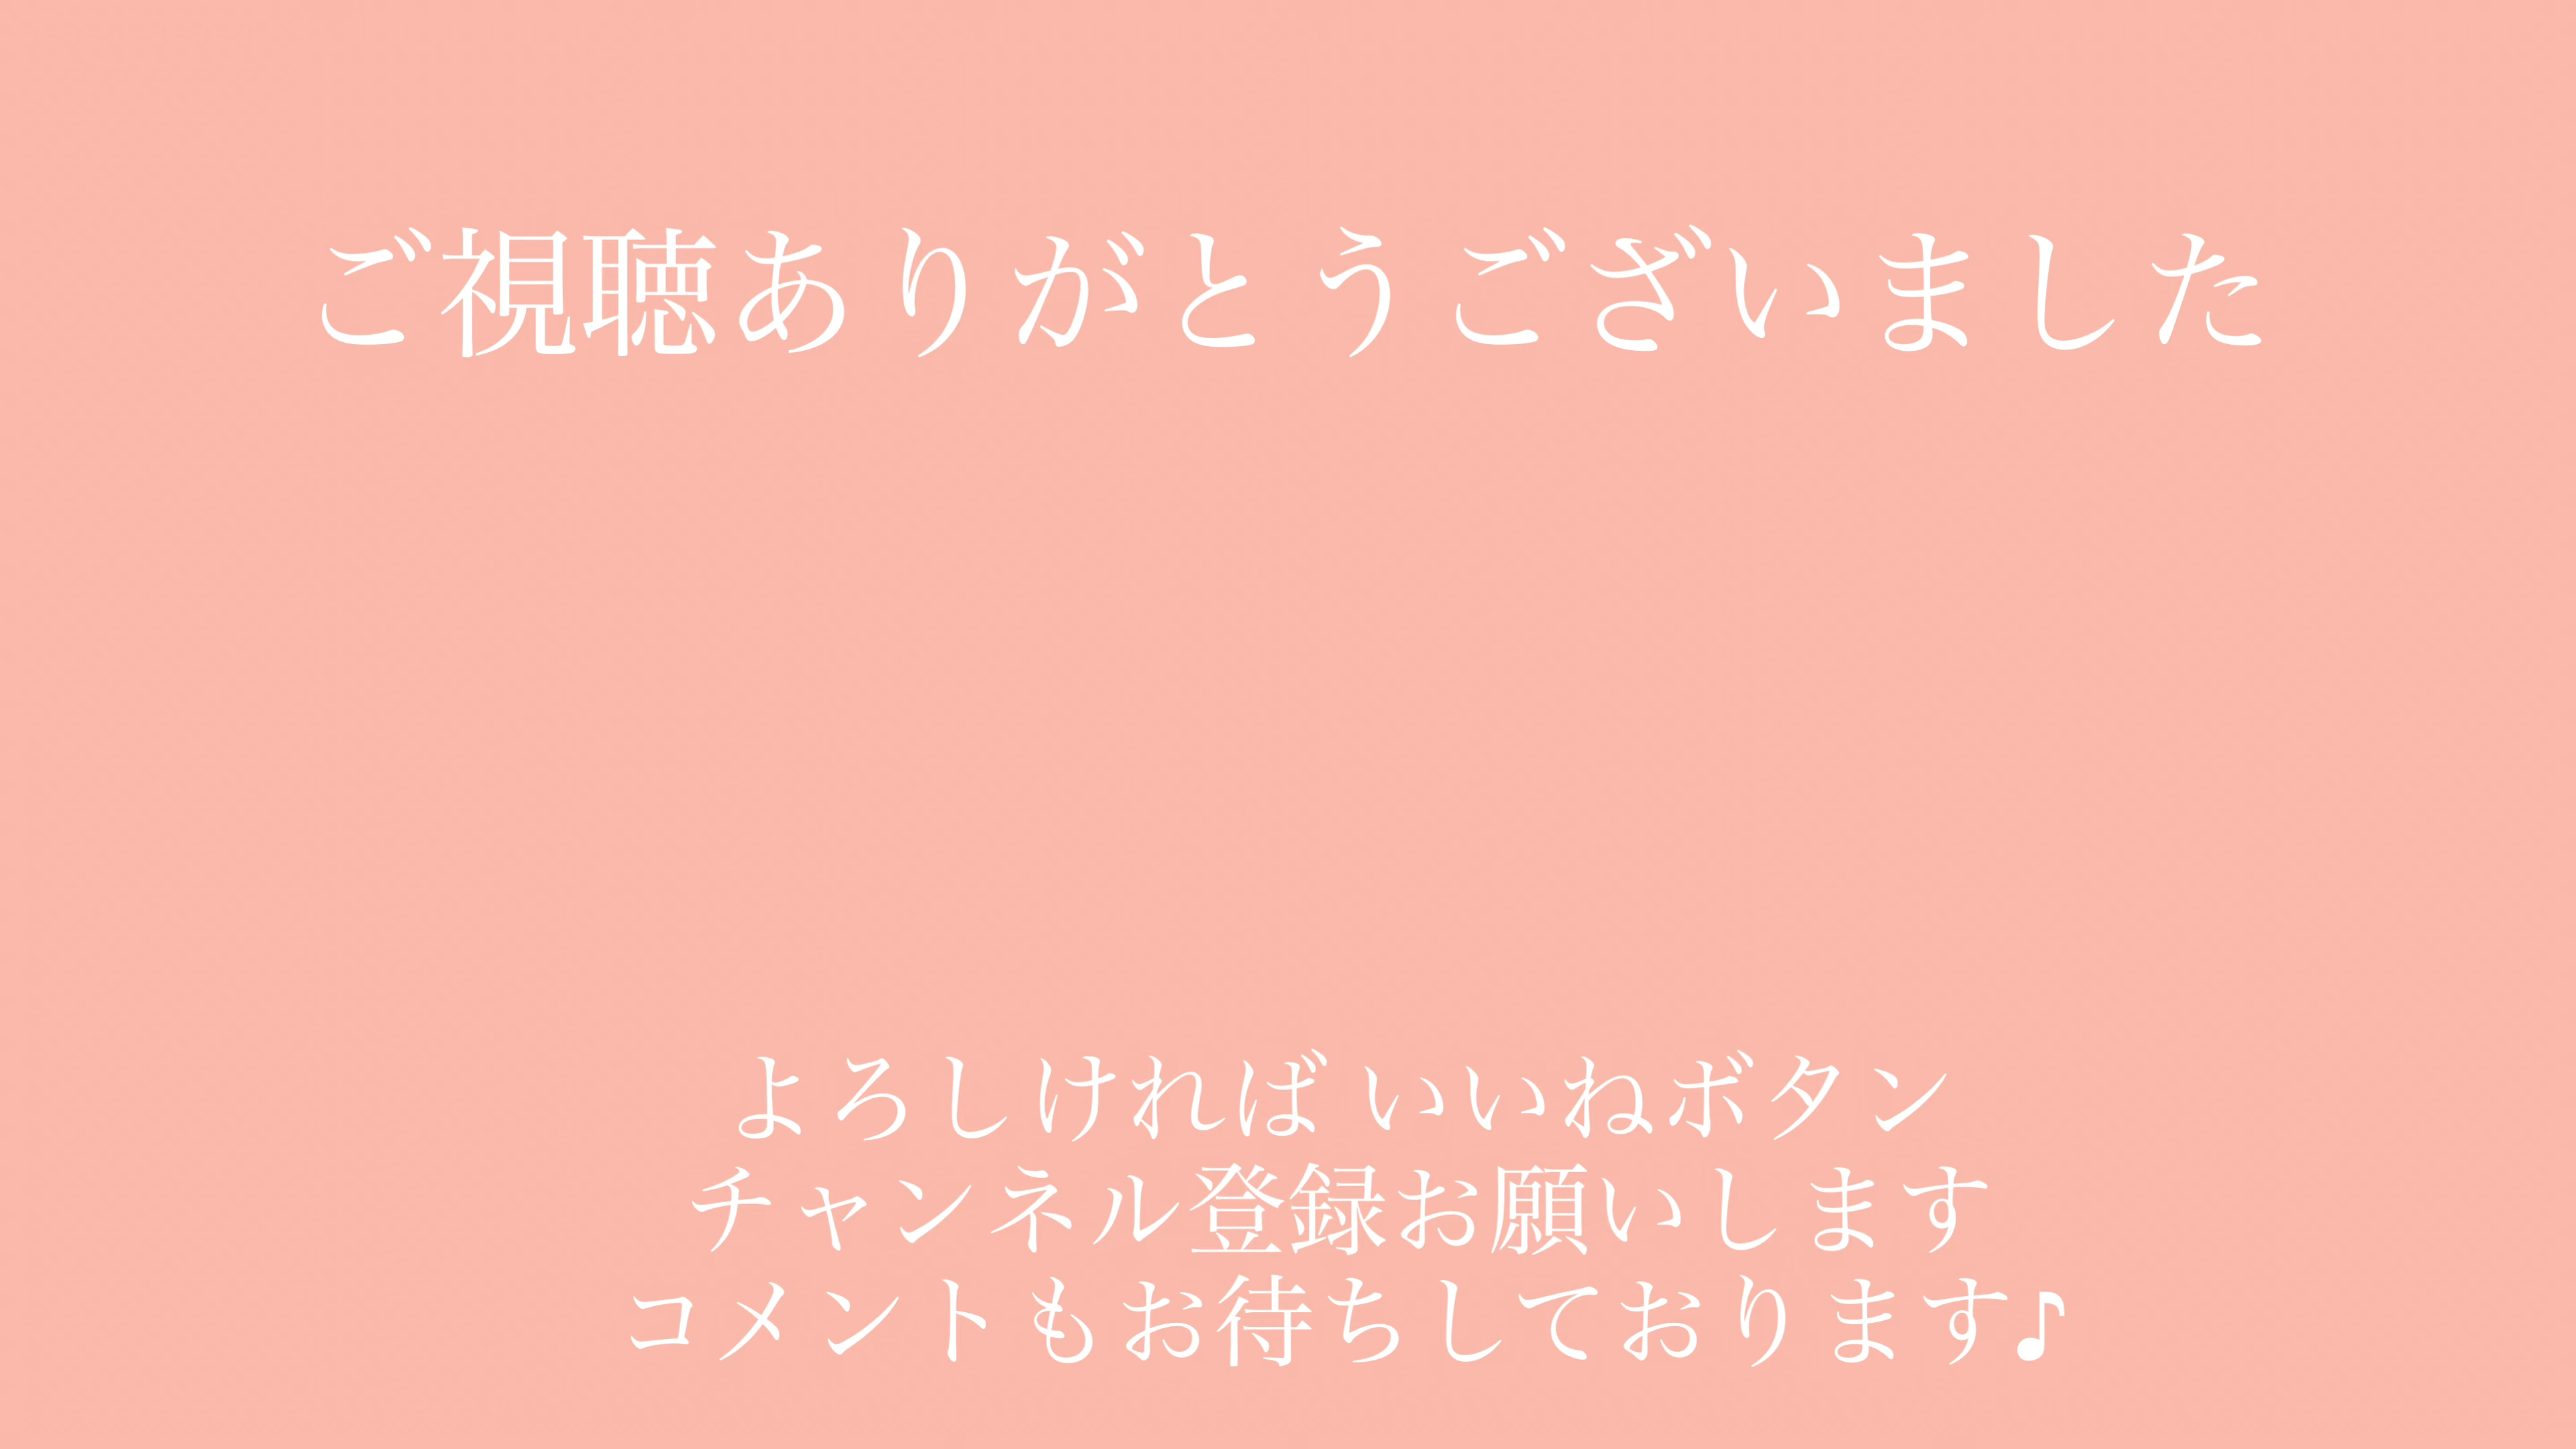 ご視聴ありがとうございました
よろしければいいねボタン
チャンネル登録お願いします
コメントもお待ちしております♪